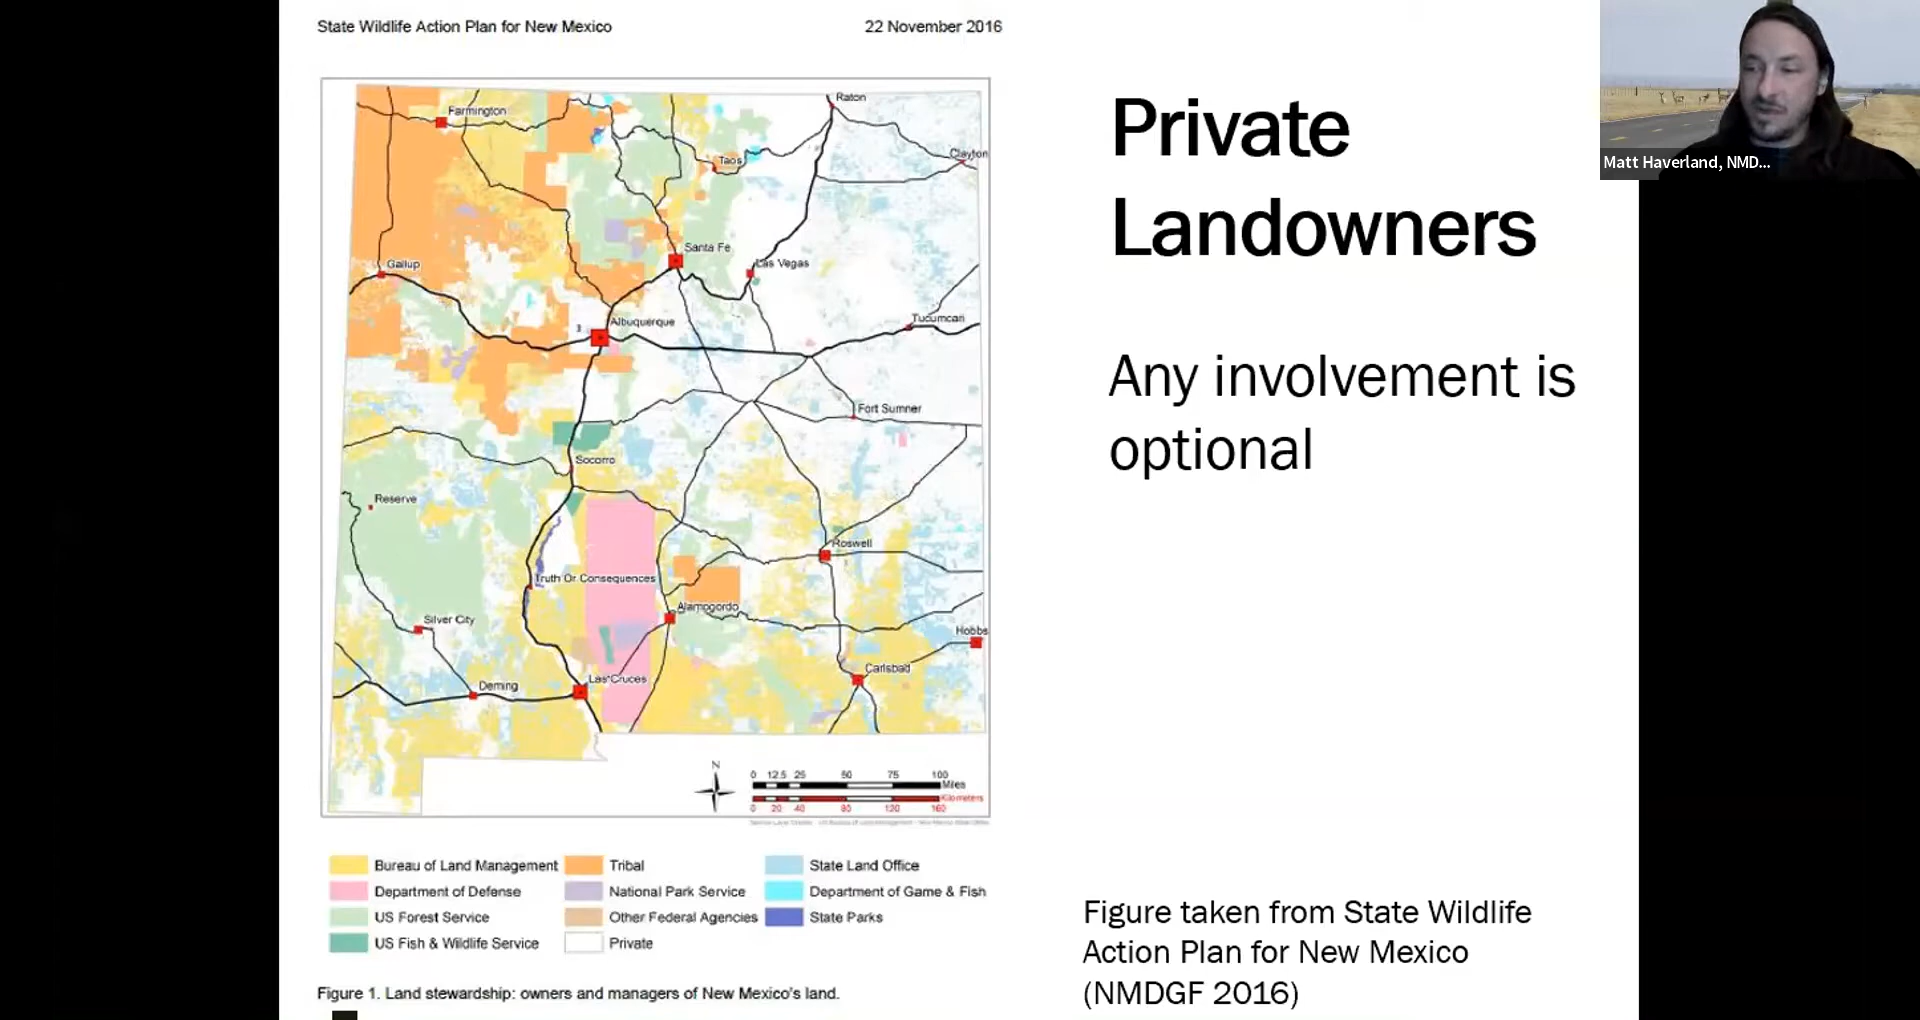 State Wildlife Action Plan for New Mexico
22 November 2016
Private
Landowners
Any involvement is
optional
Matt Haverland, NMD...
Raton
Farmington
Clayton
Taos
Santa Fe
Las Vegas
Gallup
Tucumcari
Albuquerque
3
Fort Sumner
Socorro
Reserve
Roswell
Truth Or Consequences
Alamogordo
Silver City
Hobbs
Carlsbad
Las Cruces
Deming
N
0 12.5 25 50 75 100
Miles
Kilometers
0 20 40 80 120 160
Bureau of Land Management
Tribal
State Land Office
Department of Defense
National Park Service
Department of Game & Fish
US Forest Service
Other Federal Agencies
State Parks
US Fish & Wildlife Service
Private
Figure 1. Land stewardship: owners and managers of New Mexico's land.
Figure taken from State Wildlife
Action Plan for New Mexico
(NMDGF 2016)